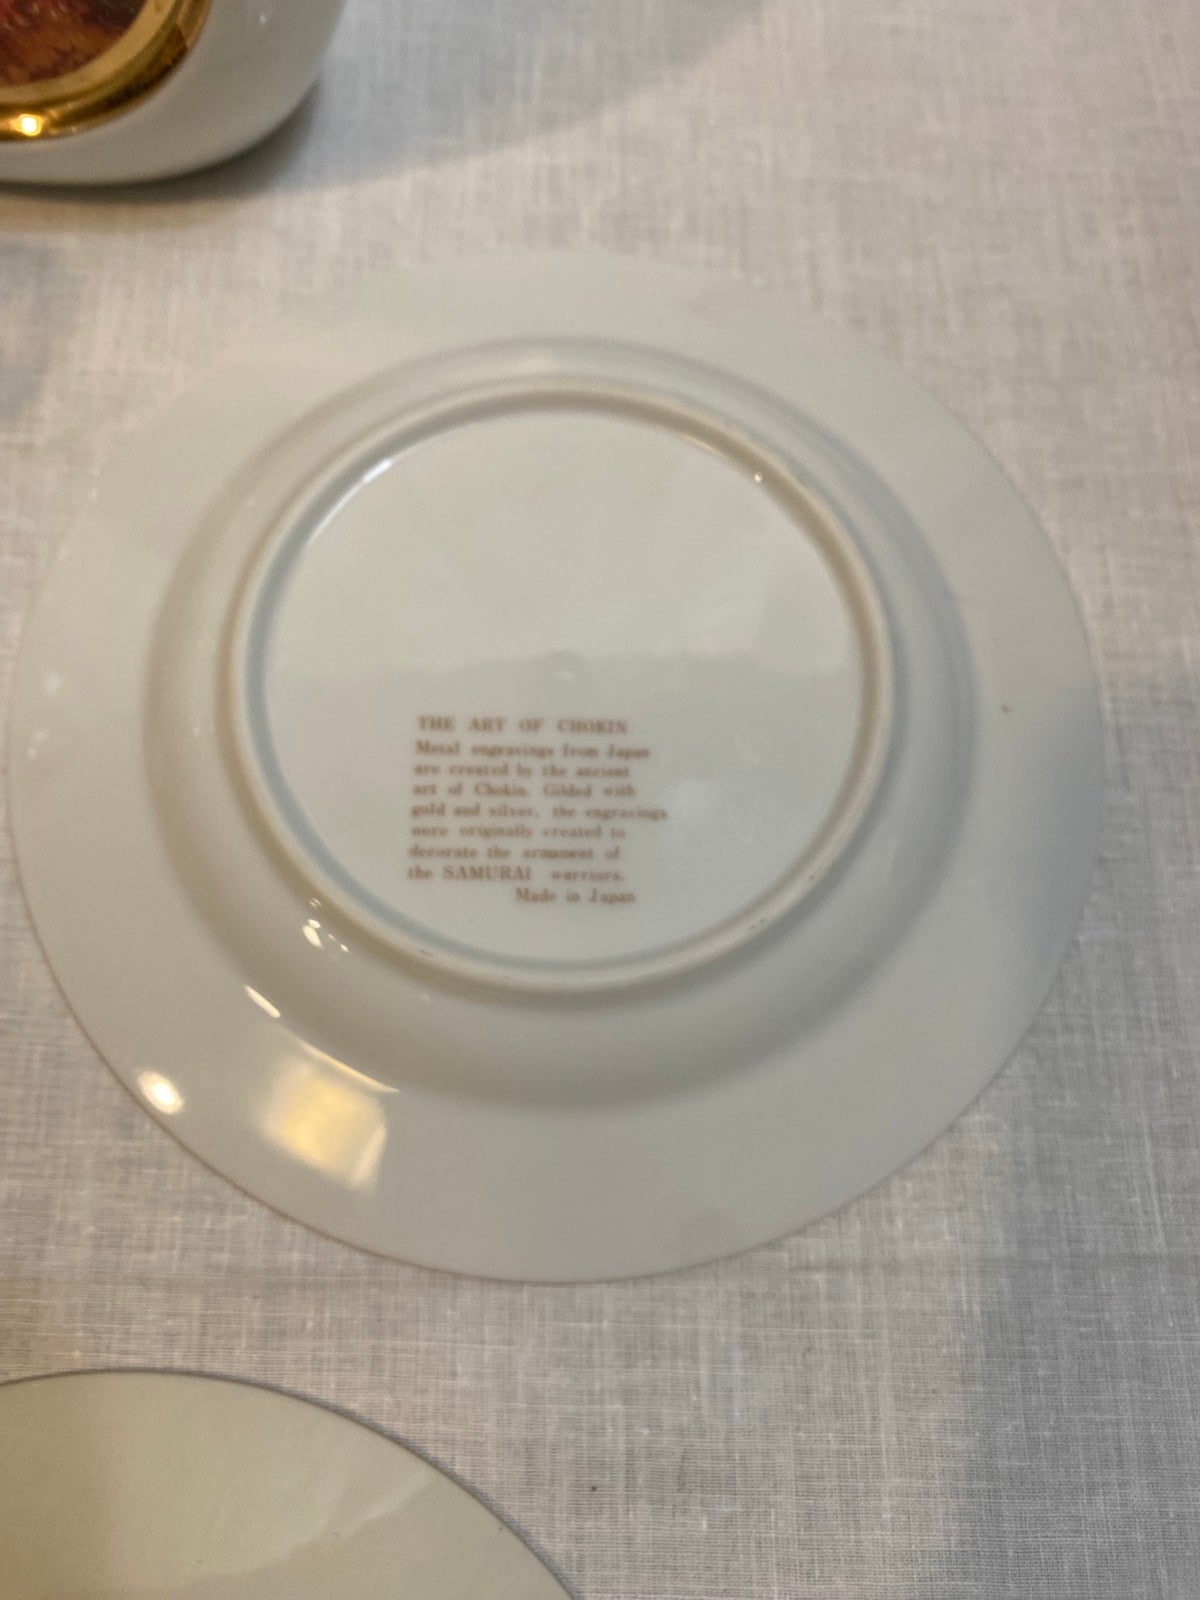 THE ART OF CHOKIN
Metal engravings from Japan
are created by the ancient
art of Chokin. Gilded with
gold and silver, the engravings
were originally created to
decorate the armament of
the SAMURAI warriors.
Made in Japan